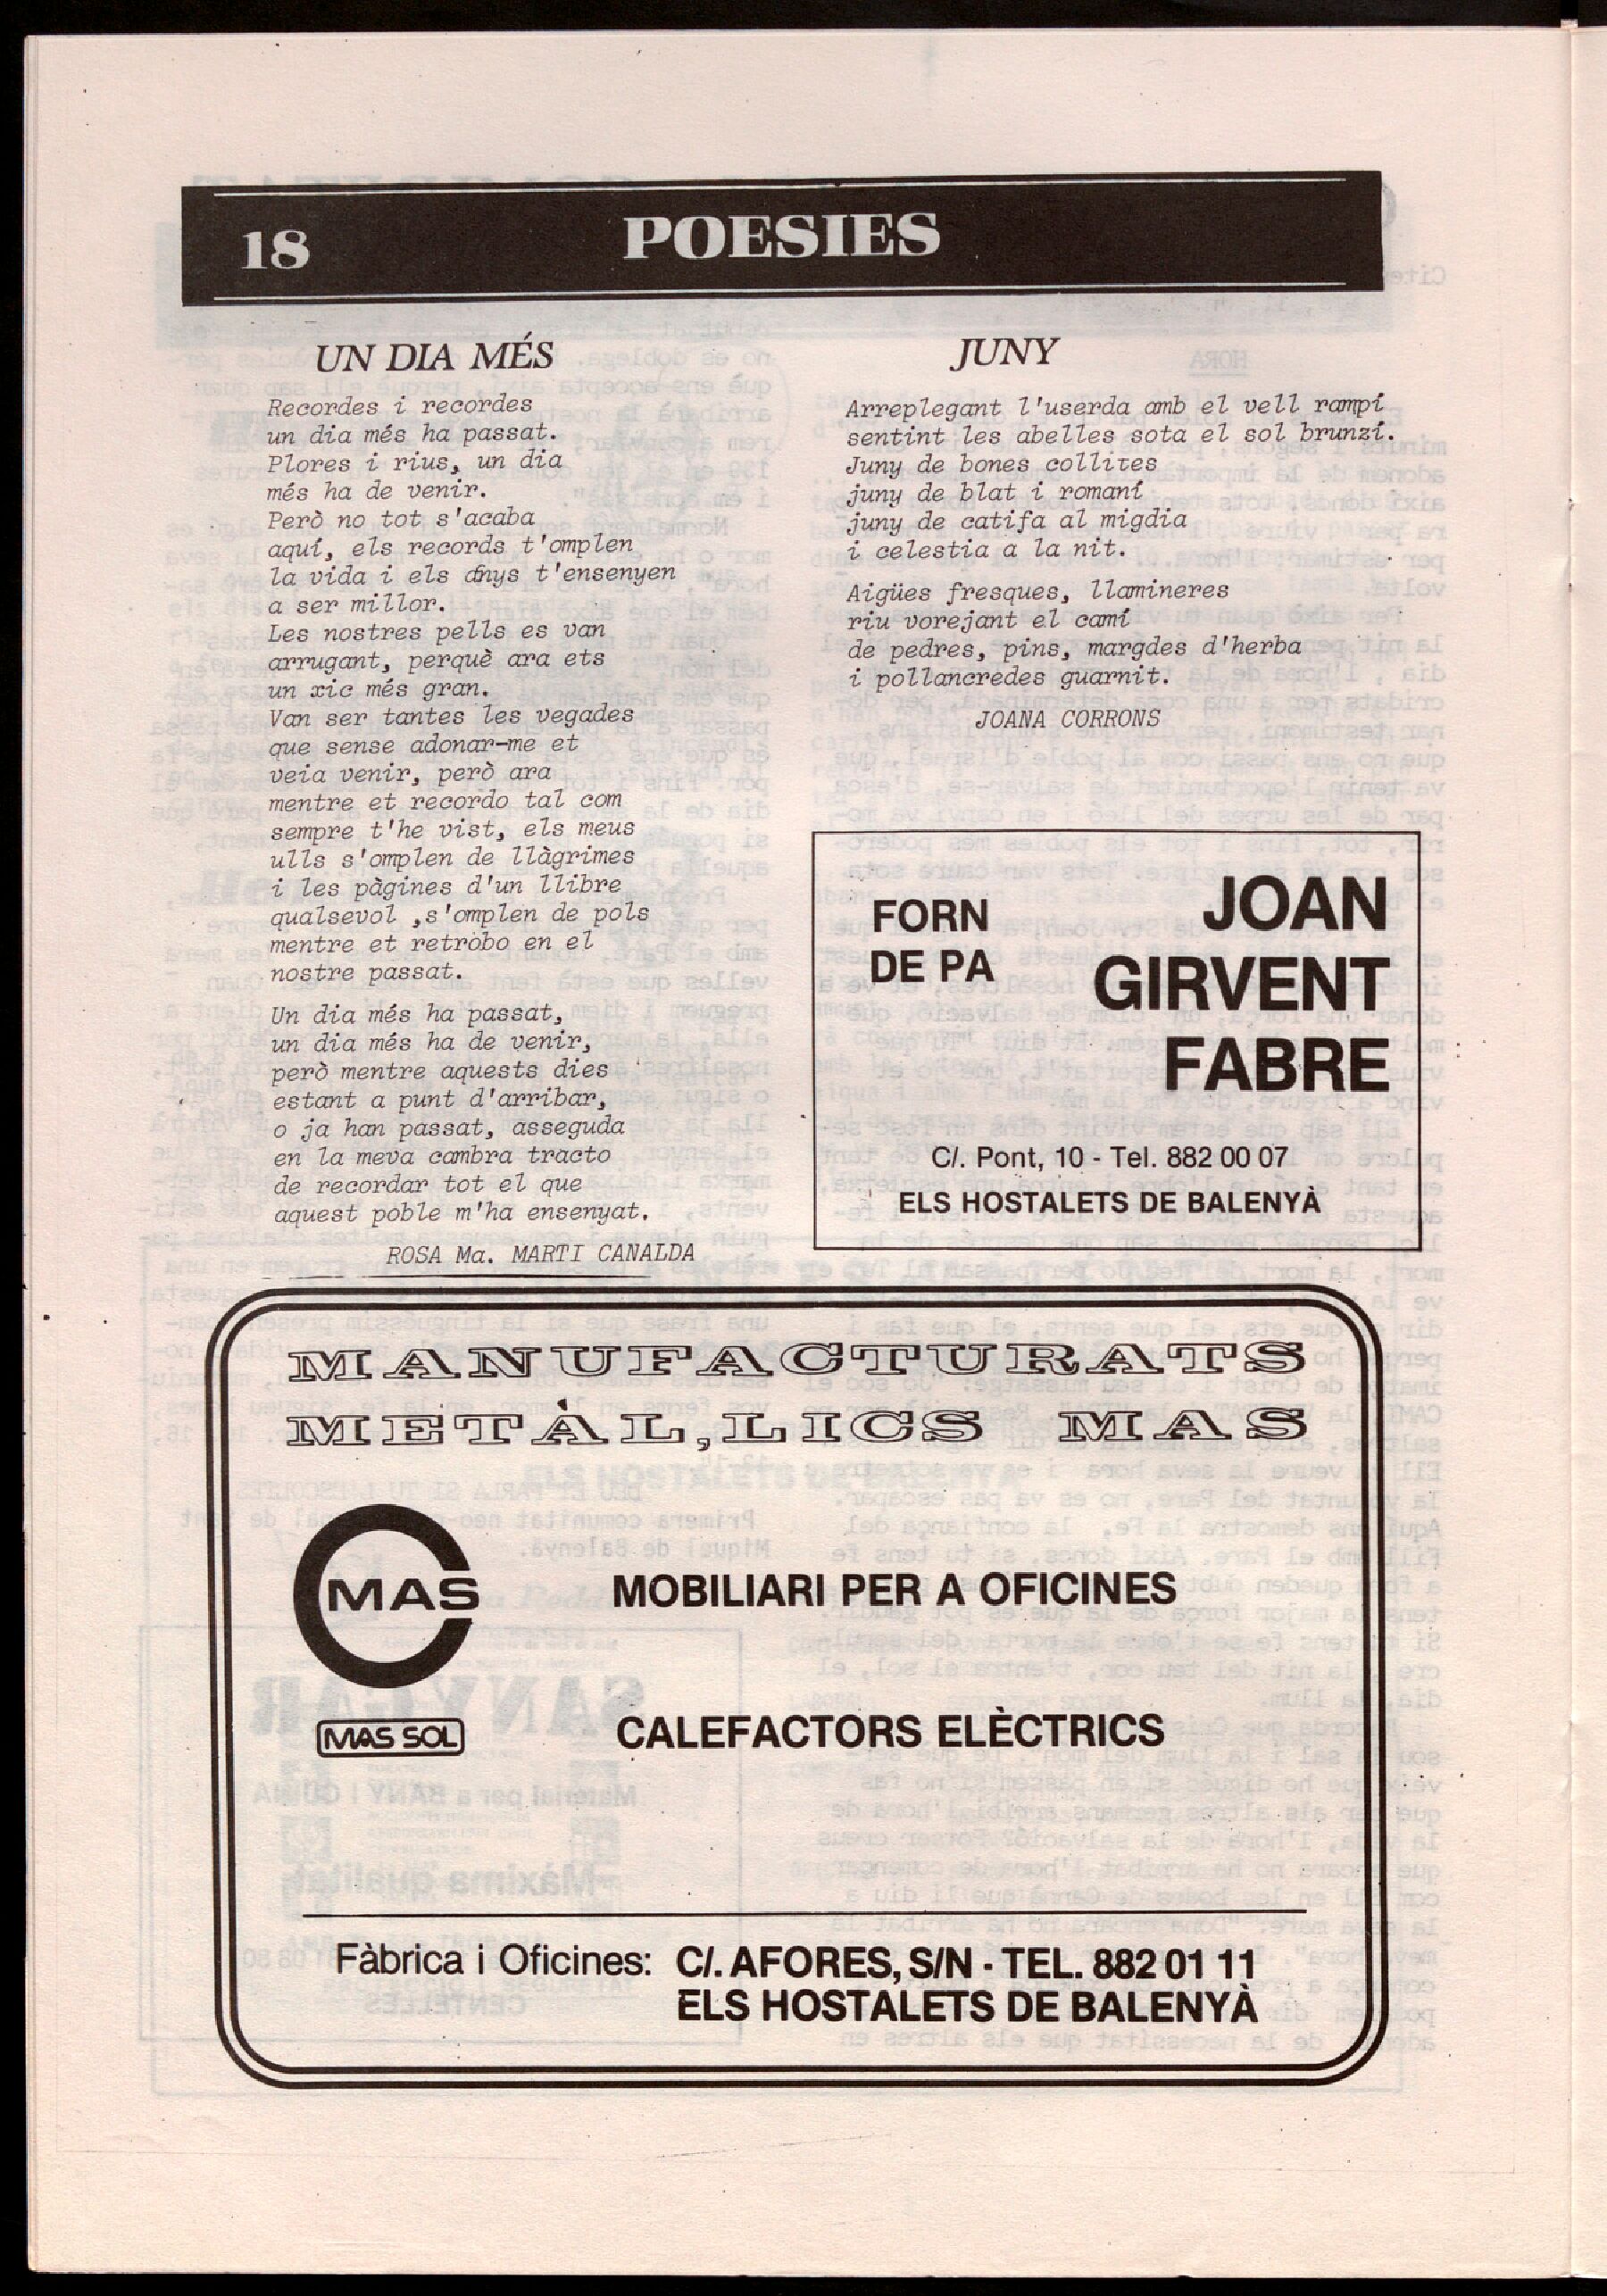 18
POESIES
UN DIA MÉS
Recordes i recordes
un dia més ha passat.
Plores i rius, un dia
més ha de venir.
Però no tot s'acaba
aquí, els records t'omplen
la vida i els anys t'ensenyen
a ser millor.
Les nostres pells es van
arrugant, perquè ara ets
un xic més gran.
Van ser tantes les vegades
que sense adonar-me et
veia venir, però ara
mentre et recordo tal com
sempre t'he vist, els meus
ulls s'omplen de llàgrimes
i les pàgines d'un llibre
qualsevol ,s'omplen de pols
mentre et retròbo en el
nostre passat.
Un dia més ha passat,
un dia més ha de venir,
però mentre aquests dies
estant a punt d'arribar,
o ja han passat, asseguda
en la meva cambra tracto
de recordar tot el que
aquest poble m'ha ensenyat.
ROSA Ma. MARTI CANALDA
JUNY
Arreplegant l'userda amb el vell rampí
sentint les abelles sota el sol brunzí.
Juny de bones collites
juny de blat i romaní
juny de catifa al migdia
i celestia a la nit.
Aigües fresques, llamineres
riu vorejant el camí
de pedres, pins, margdes d'herba
i pollancredes guarnit.
JOANA CORRONS
FORN
DE PA
JOAN
GIRVENT
FABRE
C/. Pont, 10 - Tel. 882 00 07
ELS HOSTALETS DE BALENYÀ
MANUFACTURATS
METÀL,LICS MAS
MAS
MOBILIARI PER A OFICINES
MAS SOL
CALEFACTORS ELÈCTRICS
Fàbrica i Oficines: C/. AFORES, S/N - TEL. 882 01 11
ELS HOSTALETS DE BALENYÀ